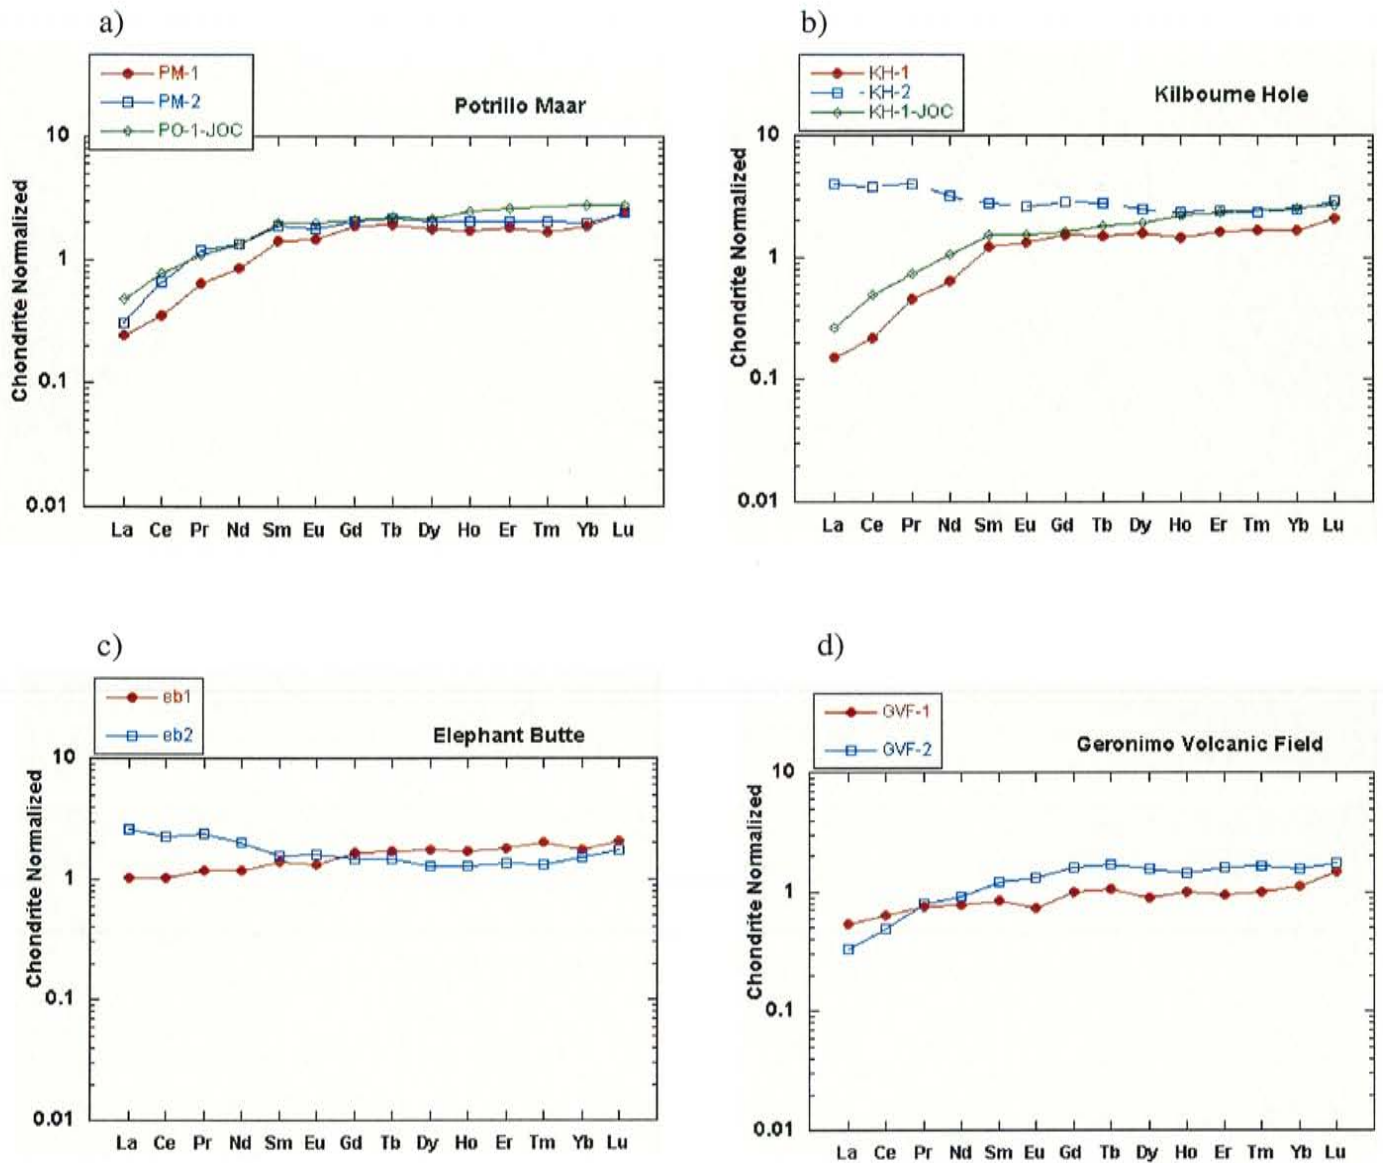 a)
PM-1
PM-2
PO-1-JOC
Potrillo Maar
Chondrite Normalized
10
1
0.1
0.01
La Ce Pr Nd Sm Eu Gd Tb Dy Ho Er Tm Yb Lu
b)
KH-1
KH-2
KH-1-JOC
Kilbourne Hole
Chondrite Normalized
10
1
0.1
0.01
La Ce Pr Nd Sm Eu Gd Tb Dy Ho Er Tm Yb Lu
c)
eb1
eb2
Elephant Butte
Chondrite Normalized
10
1
0.1
0.01
La Ce Pr Nd Sm Eu Gd Tb Dy Ho Er Tm Yb Lu
d)
GVF-1
GVF-2
Geronimo Volcanic Field
Chondrite Normalized
10
1
0.1
0.01
La Ce Pr Nd Sm Eu Gd Tb Dy Ho Er Tm Yb Lu